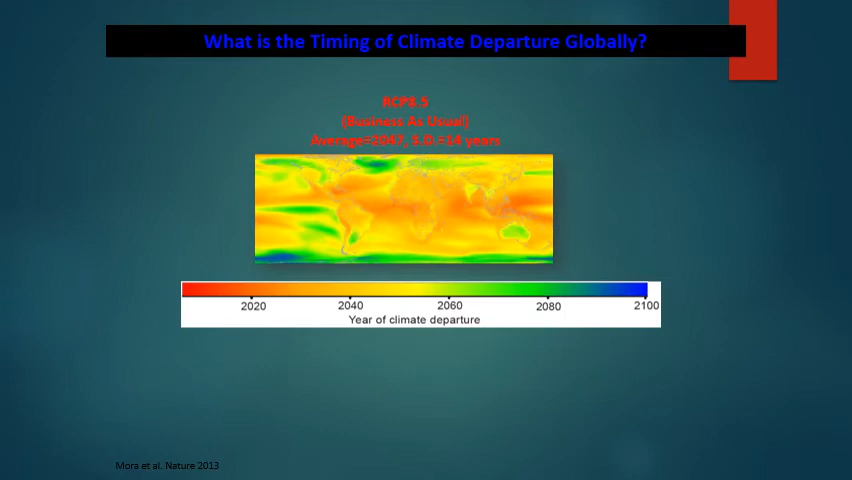 What is the Timing of Climate Departure Globally?
RCP8.5
(Business As Usual)
Average=2047, S.D.=14 years
2020 2040 2060 2080 2100
Year of climate departure
Mora et al. Nature 2013